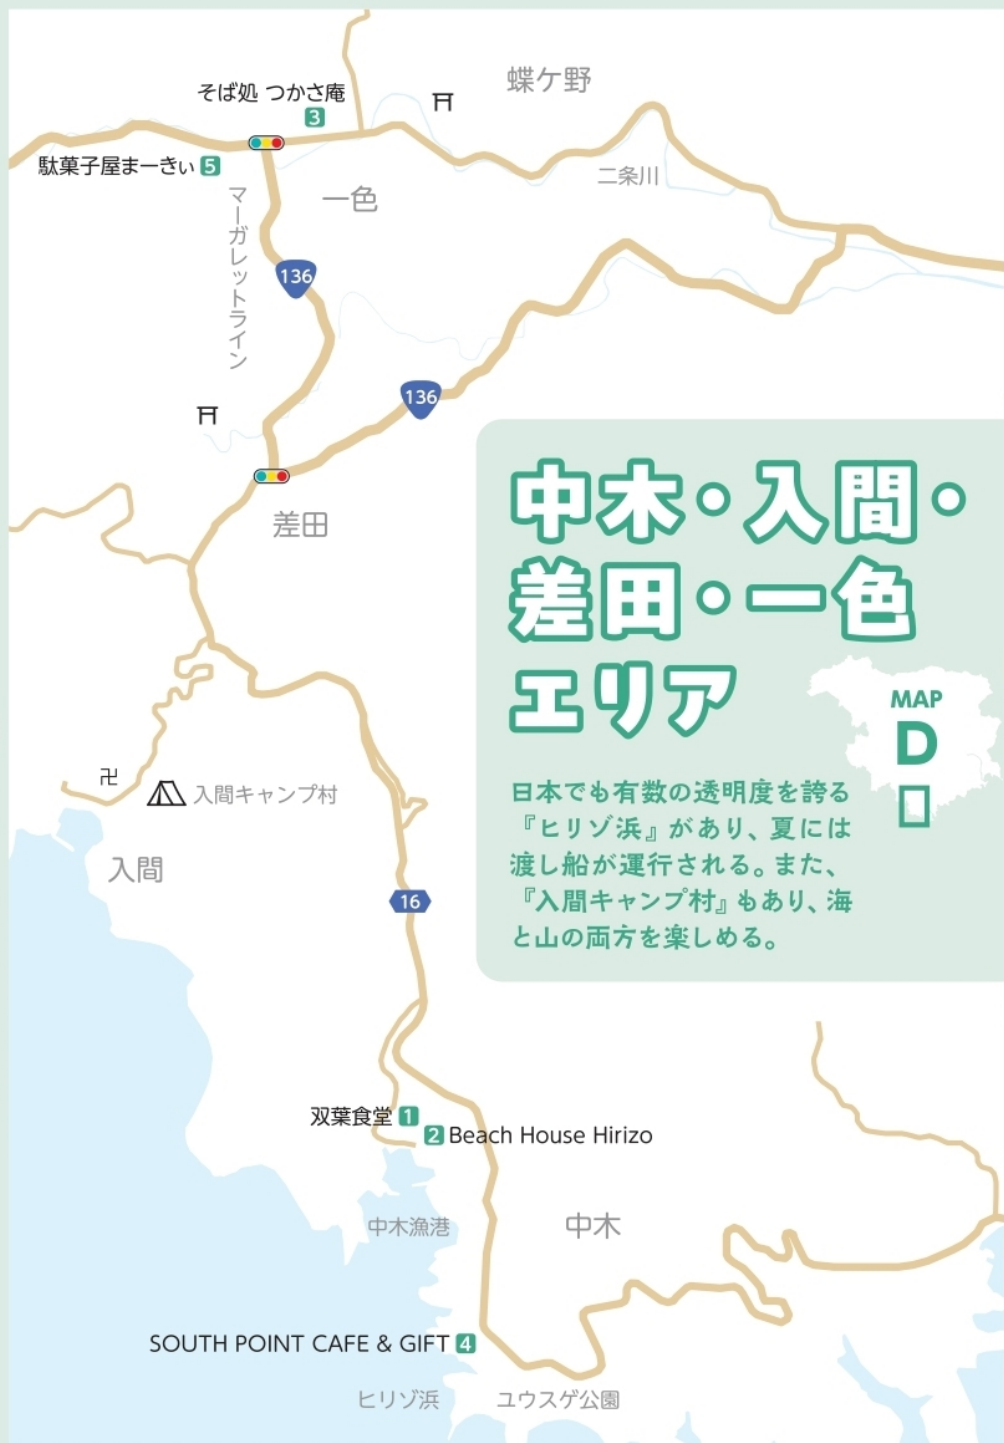 蝶ケ野
そば処 つかさ庵
3
駄菓子屋まーきぃ 5
二条川
一色
マーガレットライン
136
136
差田
中木・入間・
差田・一色
エリア
MAP
D
日本でも有数の透明度を誇る
『ヒリゾ浜』があり、夏には
渡し船が運行される。また、
『入間キャンプ村』もあり、海
と山の両方を楽しめる。
卍
入間キャンプ村
入間
16
双葉食堂 1
2 Beach House Hirizo
中木漁港
中木
SOUTH POINT CAFE & GIFT 4
ヒリゾ浜
ユウスゲ公園